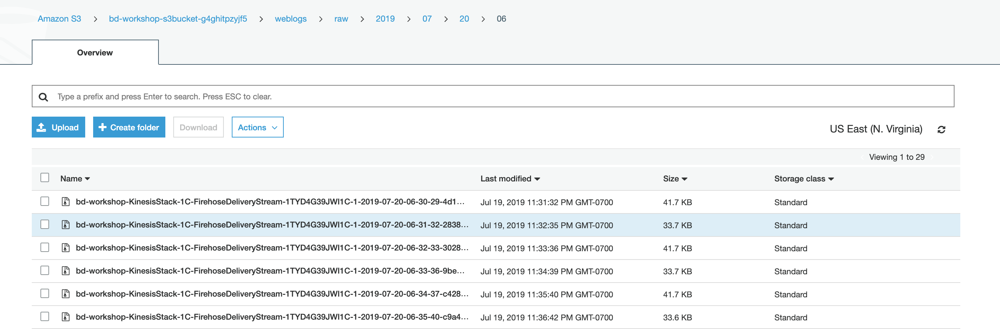 Amazon S3 > bd-workshop-s3bucket-g4ghitpzyjf5 > weblogs > raw > 2019 > 07 > 20 > 06
Overview
Type a prefix and press Enter to search. Press ESC to clear.
Upload Create folder Download Actions
US East (N. Virginia)
Viewing 1 to 29
Name Last modified Size Storage class
bd-workshop-KinesisStack-1C-FirehoseDeliveryStream-1TYD4G39JWI1C-1-2019-07-20-06-30-29-4d1... Jul 19, 2019 11:31:32 PM GMT-0700 41.7 KB Standard
bd-workshop-KinesisStack-1C-FirehoseDeliveryStream-1TYD4G39JWI1C-1-2019-07-20-06-31-32-2838... Jul 19, 2019 11:32:35 PM GMT-0700 33.7 KB Standard
bd-workshop-KinesisStack-1C-FirehoseDeliveryStream-1TYD4G39JWI1C-1-2019-07-20-06-32-33-3028... Jul 19, 2019 11:33:36 PM GMT-0700 41.7 KB Standard
bd-workshop-KinesisStack-1C-FirehoseDeliveryStream-1TYD4G39JWI1C-1-2019-07-20-06-33-36-9be... Jul 19, 2019 11:34:39 PM GMT-0700 33.7 KB Standard
bd-workshop-KinesisStack-1C-FirehoseDeliveryStream-1TYD4G39JWI1C-1-2019-07-20-06-34-37-c428... Jul 19, 2019 11:35:40 PM GMT-0700 41.7 KB Standard
bd-workshop-KinesisStack-1C-FirehoseDeliveryStream-1TYD4G39JWI1C-1-2019-07-20-06-35-40-c9a4... Jul 19, 2019 11:36:42 PM GMT-0700 33.6 KB Standard